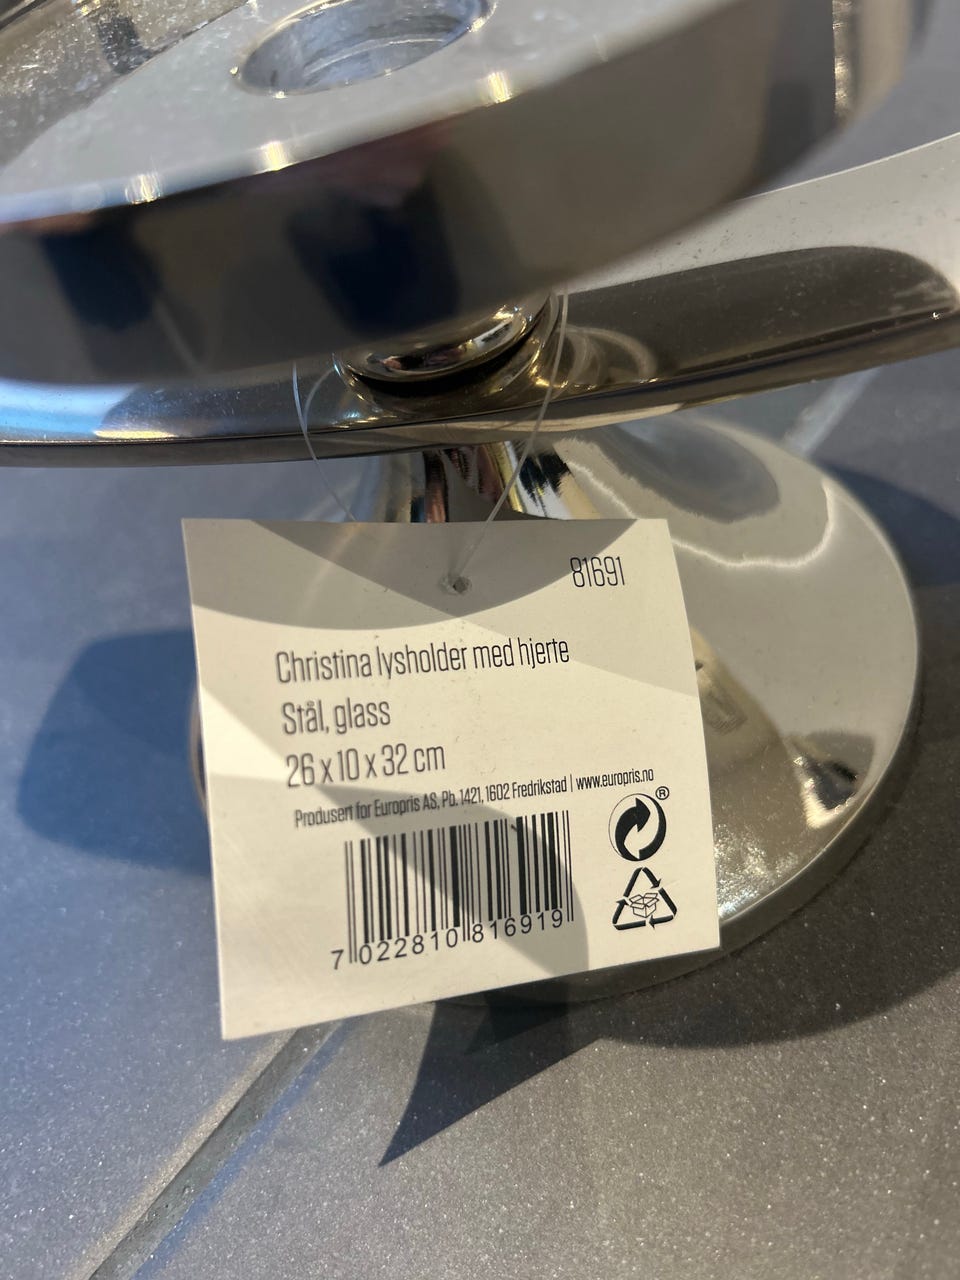 81691
Christina lysholder med hjerte
Stål, glass
26 x 10 x 32 cm
Produsert for Europris AS, Pb. 1421, 1602 Fredrikstad | www.europris.no
®
7 022810 816919